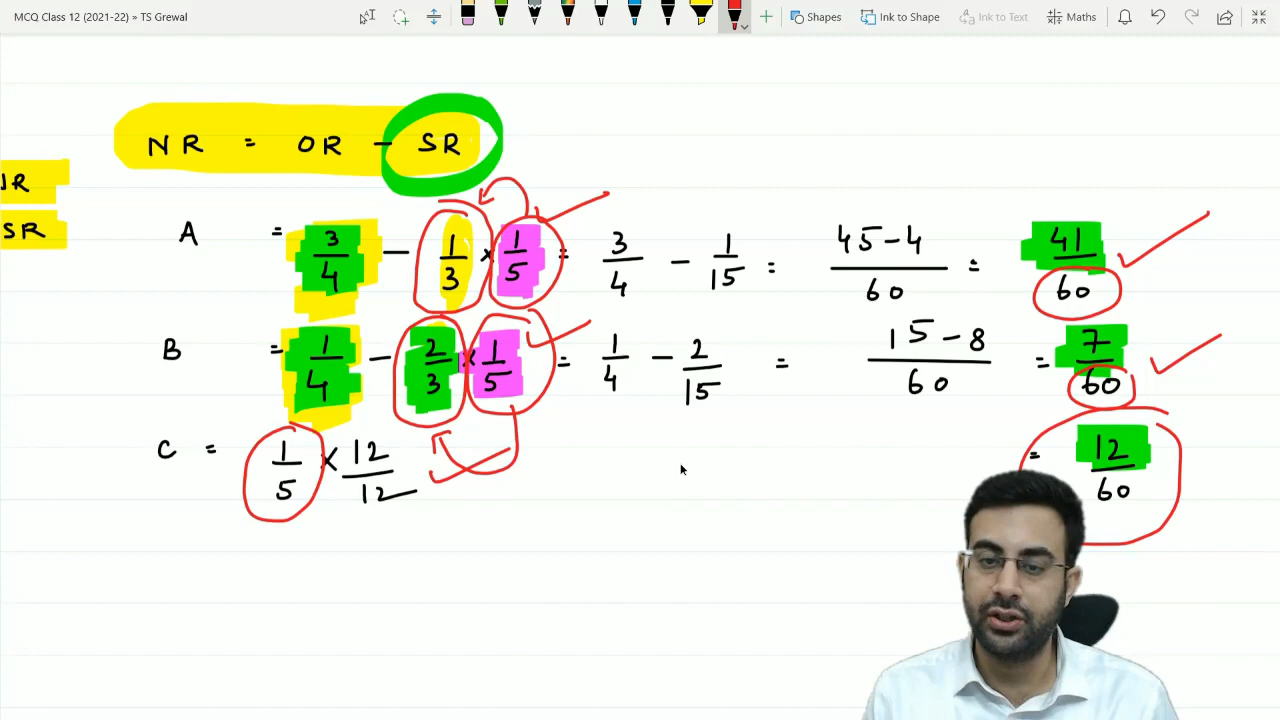 MCQ Class 12 (2021-22) » TS Grewal
Shapes
Ink to Shape
Ink to Text
Maths
NR = OR - SR
SR
A = 3/4 - 1/3 × 1/5 = 3/4 - 1/15 = 45-4/60 = 41/60
B = 1/4 - 2/3 × 1/5 = 1/4 - 2/15 = 15-8/60 = 7/60
C = 1/5 × 12/12 = 12/60